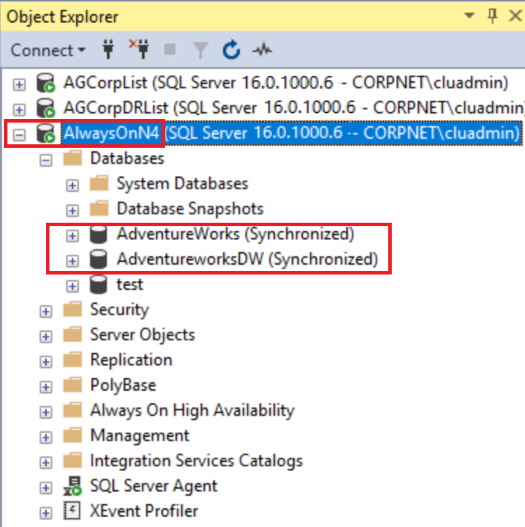 Object Explorer
Connect
AGCorpList (SQL Server 16.0.1000.6 - CORPNET\cluadmin)
AGCorpDRList (SQL Server 16.0.1000.6 - CORPNET\cluadmin)
AlwaysOnN4 (SQL Server 16.0.1000.6 -- CORPNET\cluadmin)
Databases
System Databases
Database Snapshots
AdventureWorks (Synchronized)
AdventureworksDW (Synchronized)
test
Security
Server Objects
Replication
PolyBase
Always On High Availability
Management
Integration Services Catalogs
SQL Server Agent
XEvent Profiler